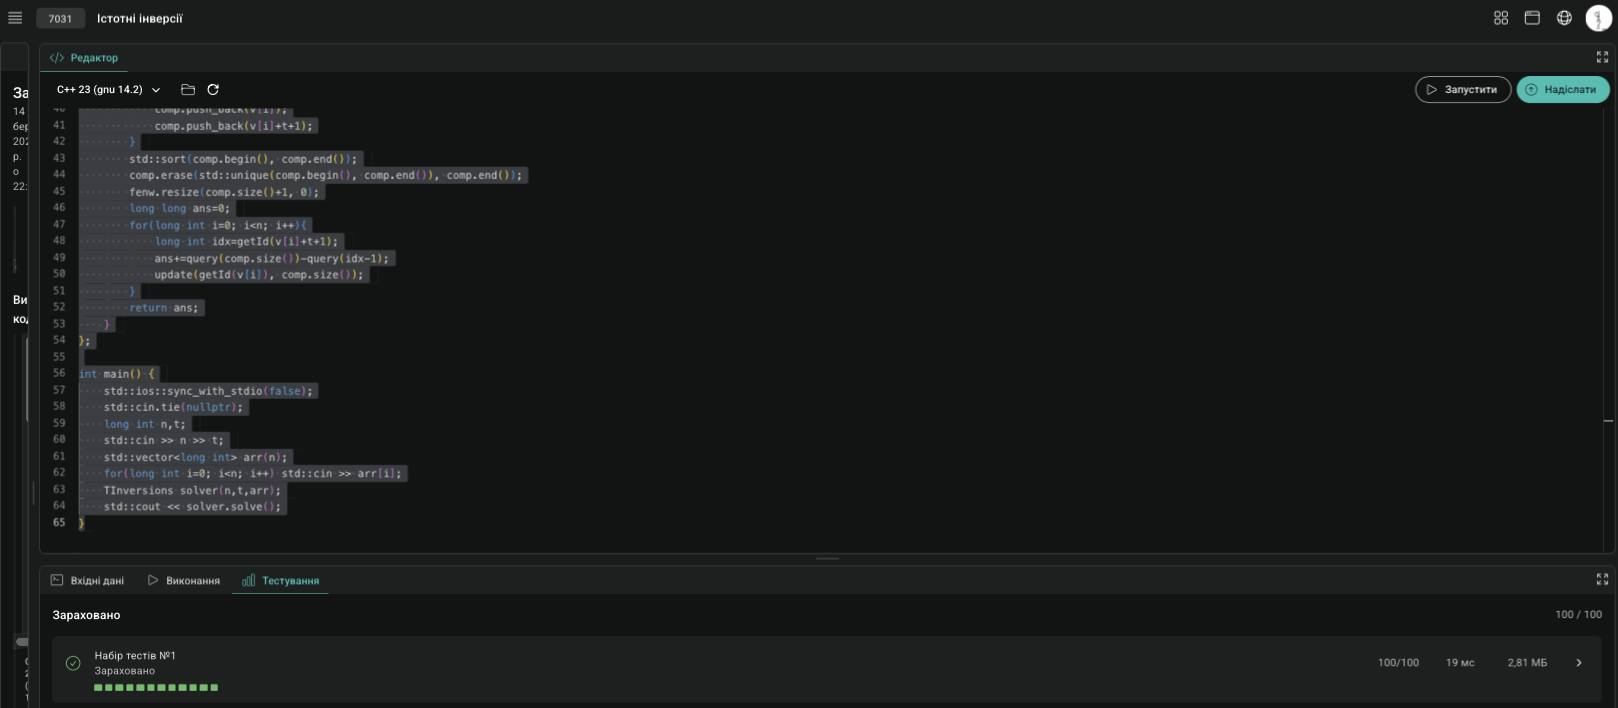 7031 Істотні інверсії
За
14
бер
202
р.
о
22:
Ви
код
Редактор
C++ 23 (gnu 14.2)
Запустити
Надіслати
40 comp.push_back(v[i]);
41 comp.push_back(v[i]+t+1);
42 }
43 std::sort(comp.begin(), comp.end());
44 comp.erase(std::unique(comp.begin(), comp.end()), comp.end());
45 fenw.resize(comp.size()+1, 0);
46 long long ans=0;
47 for(long int i=0; i<n; i++){
48 long int idx=getId(v[i]+t+1);
49 ans+=query(comp.size())-query(idx-1);
50 update(getId(v[i]), comp.size());
51 }
52 return ans;
53 }
54 };
55
56 int main() {
57 std::ios::sync_with_stdio(false);
58 std::cin.tie(nullptr);
59 long int n,t;
60 std::cin >> n >> t;
61 std::vector<long int> arr(n);
62 for(long int i=0; i<n; i++) std::cin >> arr[i];
63 TInversions solver(n,t,arr);
64 std::cout << solver.solve();
65 }
Вхідні дані Виконання Тестування
Зараховано 100 / 100
Набір тестів №1
Зараховано
100/100 19 мс 2,81 МБ